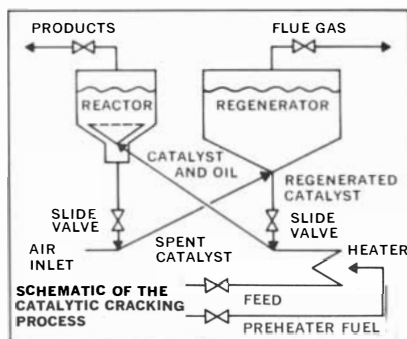 PRODUCTS
FLUE GAS
REACTOR
REGENERATOR
CATALYST
AND OIL
REGENERATED
CATALYST
SLIDE
VALVE
SLIDE
VALVE
AIR
INLET
SPENT
CATALYST
HEATER
SCHEMATIC OF THE
CATALYTIC CRACKING
PROCESS
FEED
PREHEATER FUEL